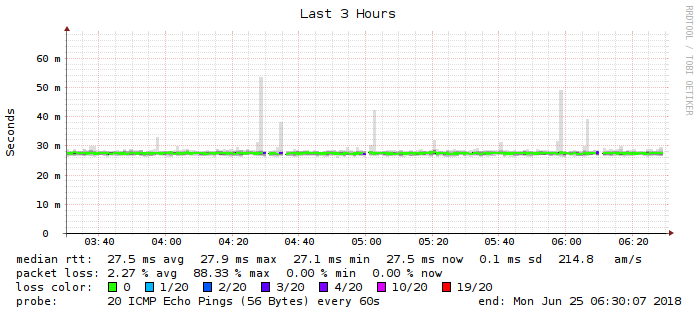 Last 3 Hours
RRDTOOL / TOBI OETIKER
Seconds
60 m
50 m
40 m
30 m
20 m
10 m
0
03:40 04:00 04:20 04:40 05:00 05:20 05:40 06:00 06:20
median rtt: 27.5 ms avg 27.9 ms max 27.1 ms min 27.5 ms now 0.1 ms sd 214.8 am/s
packet loss: 2.27 % avg 88.33 % max 0.00 % min 0.00 % now
loss color: 0 1/20 2/20 3/20 4/20 10/20 19/20
probe: 20 ICMP Echo Pings (56 Bytes) every 60s end: Mon Jun 25 06:30:07 2018